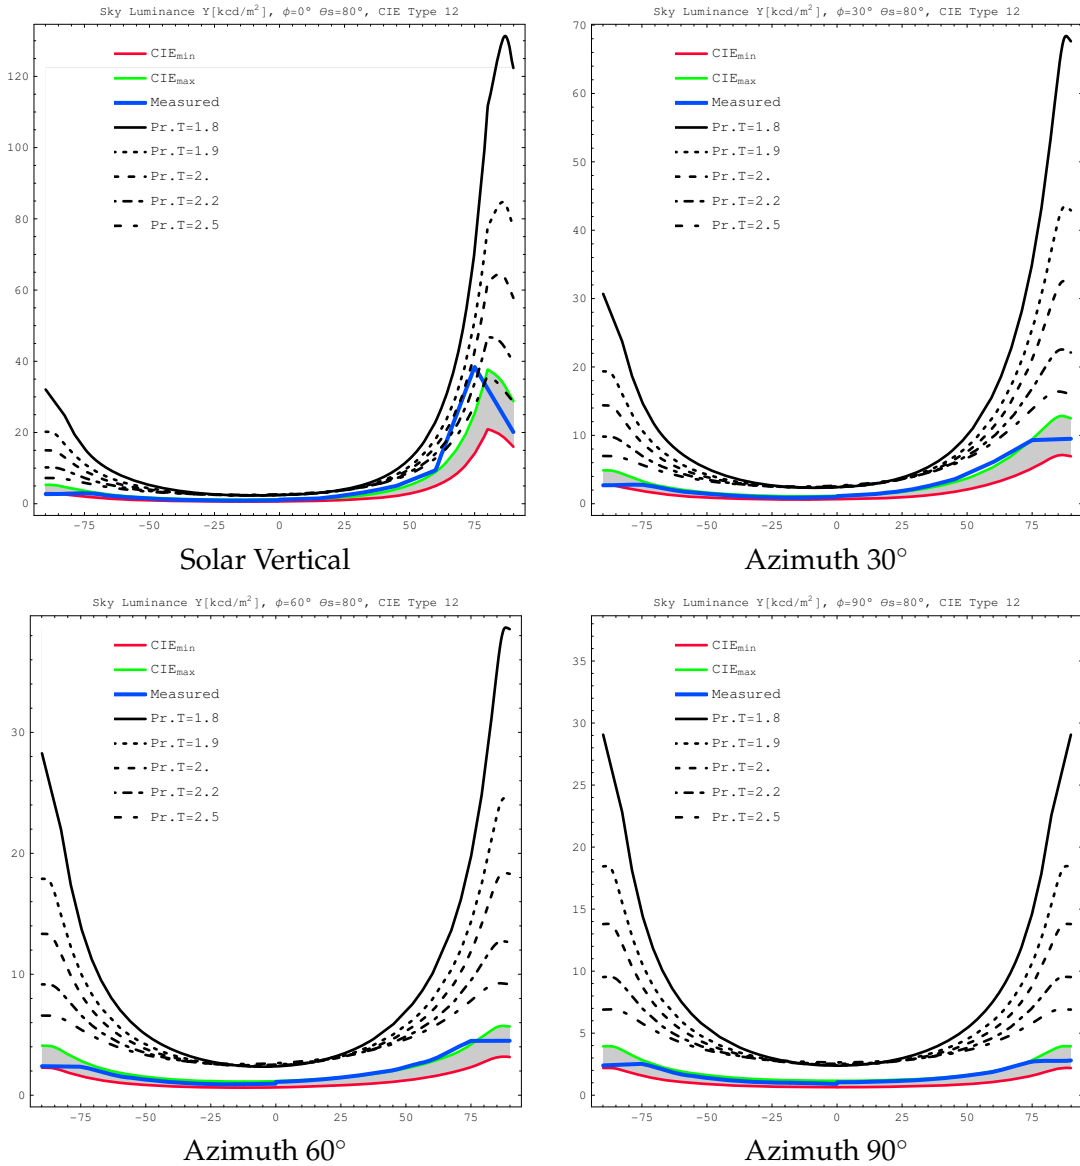 Sky Luminance Y[kcd/m²], ϕ=0° Θs=80°, CIE Type 12
CIEmin
CIEmax
Measured
Pr.T=1.8
Pr.T=1.9
Pr.T=2.
Pr.T=2.2
Pr.T=2.5
120
100
80
60
40
20
0
-75 -50 -25 0 25 50 75
Solar Vertical
Sky Luminance Y[kcd/m²], ϕ=30° Θs=80°, CIE Type 12
CIEmin
CIEmax
Measured
Pr.T=1.8
Pr.T=1.9
Pr.T=2.
Pr.T=2.2
Pr.T=2.5
70
60
50
40
30
20
10
0
-75 -50 -25 0 25 50 75
Azimuth 30°
Sky Luminance Y[kcd/m²], ϕ=60° Θs=80°, CIE Type 12
CIEmin
CIEmax
Measured
Pr.T=1.8
Pr.T=1.9
Pr.T=2.
Pr.T=2.2
Pr.T=2.5
30
20
10
0
-75 -50 -25 0 25 50 75
Azimuth 60°
Sky Luminance Y[kcd/m²], ϕ=90° Θs=80°, CIE Type 12
CIEmin
CIEmax
Measured
Pr.T=1.8
Pr.T=1.9
Pr.T=2.
Pr.T=2.2
Pr.T=2.5
35
30
25
20
15
10
5
0
-75 -50 -25 0 25 50 75
Azimuth 90°